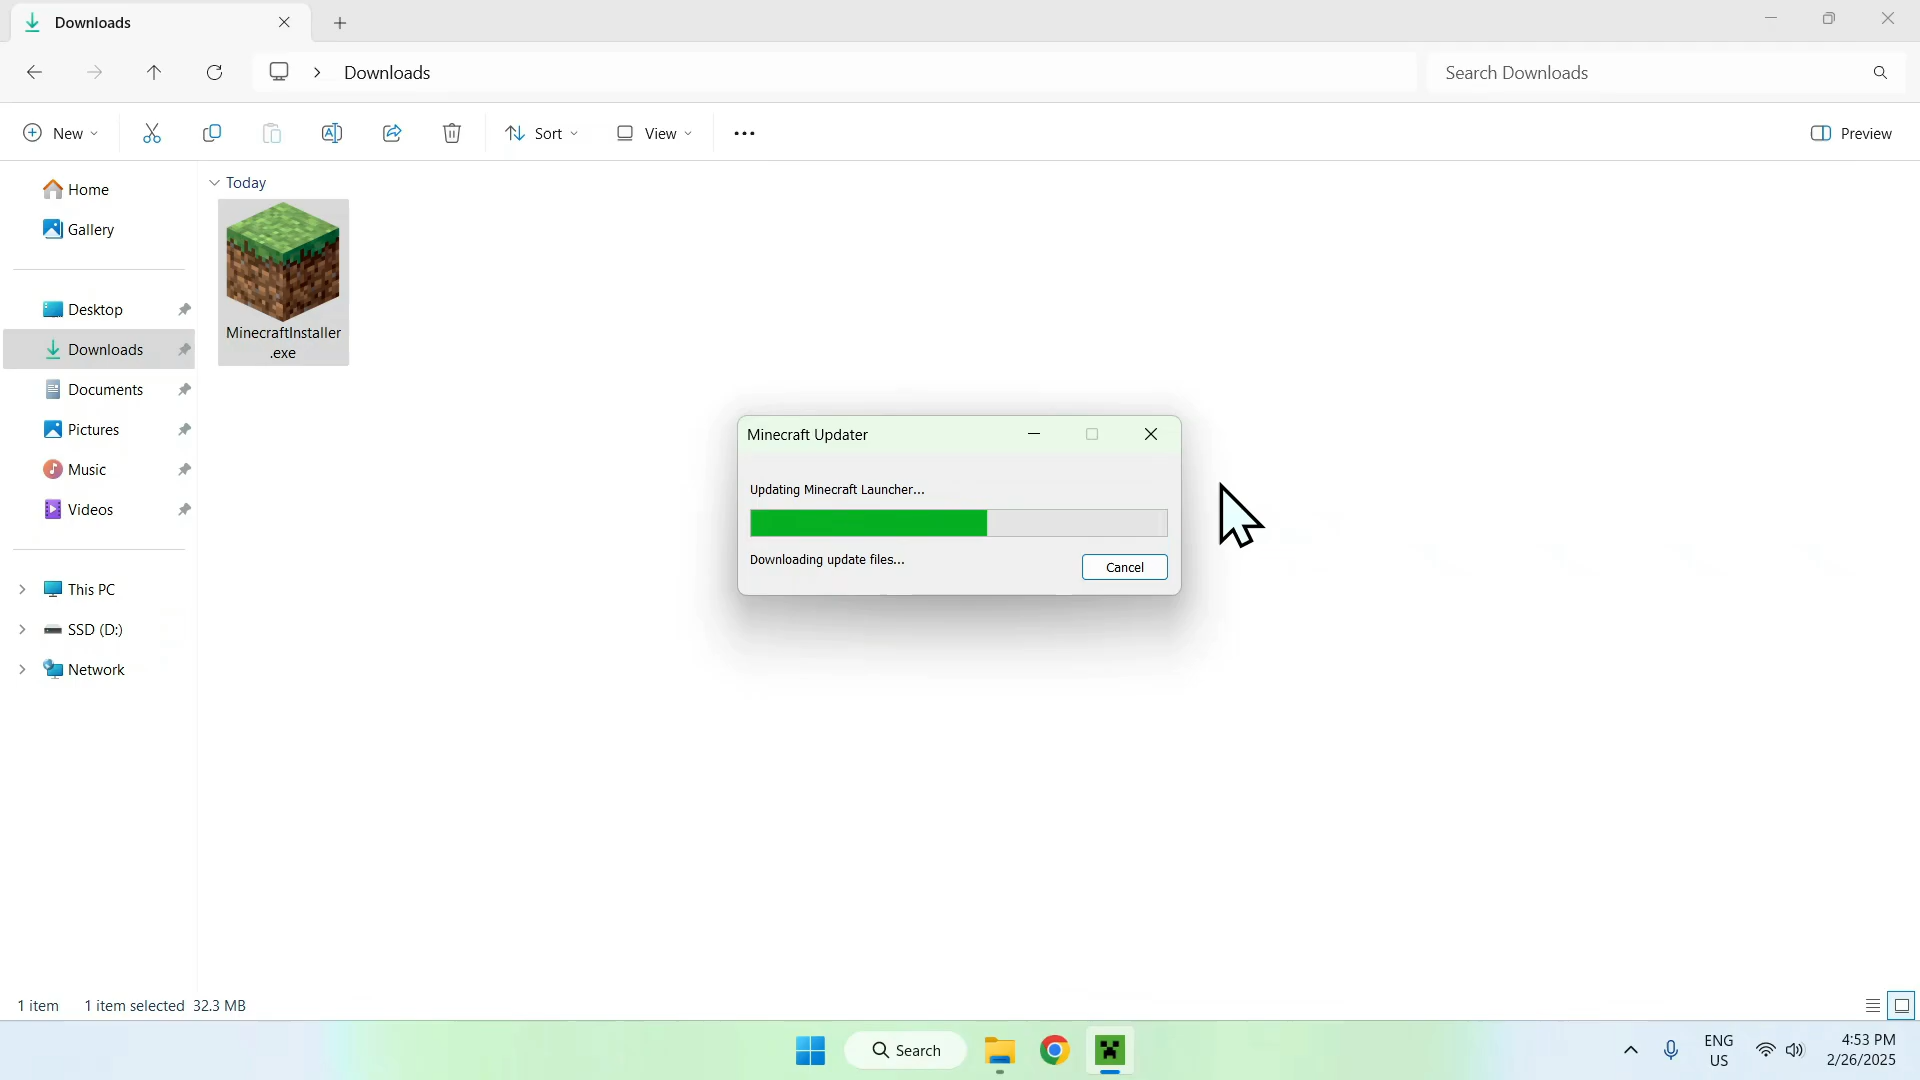 Downloads
Downloads
Search Downloads
New
Sort
View
Preview
Home
Gallery
Desktop
Downloads
Documents
Pictures
Music
Videos
This PC
SSD (D:)
Network
Today
MinecraftInstaller
.exe
Minecraft Updater
Updating Minecraft Launcher...
Downloading update files...
Cancel
1 item
1 item selected 32.3 MB
Search
ENG
US
4:53 PM
2/26/2025